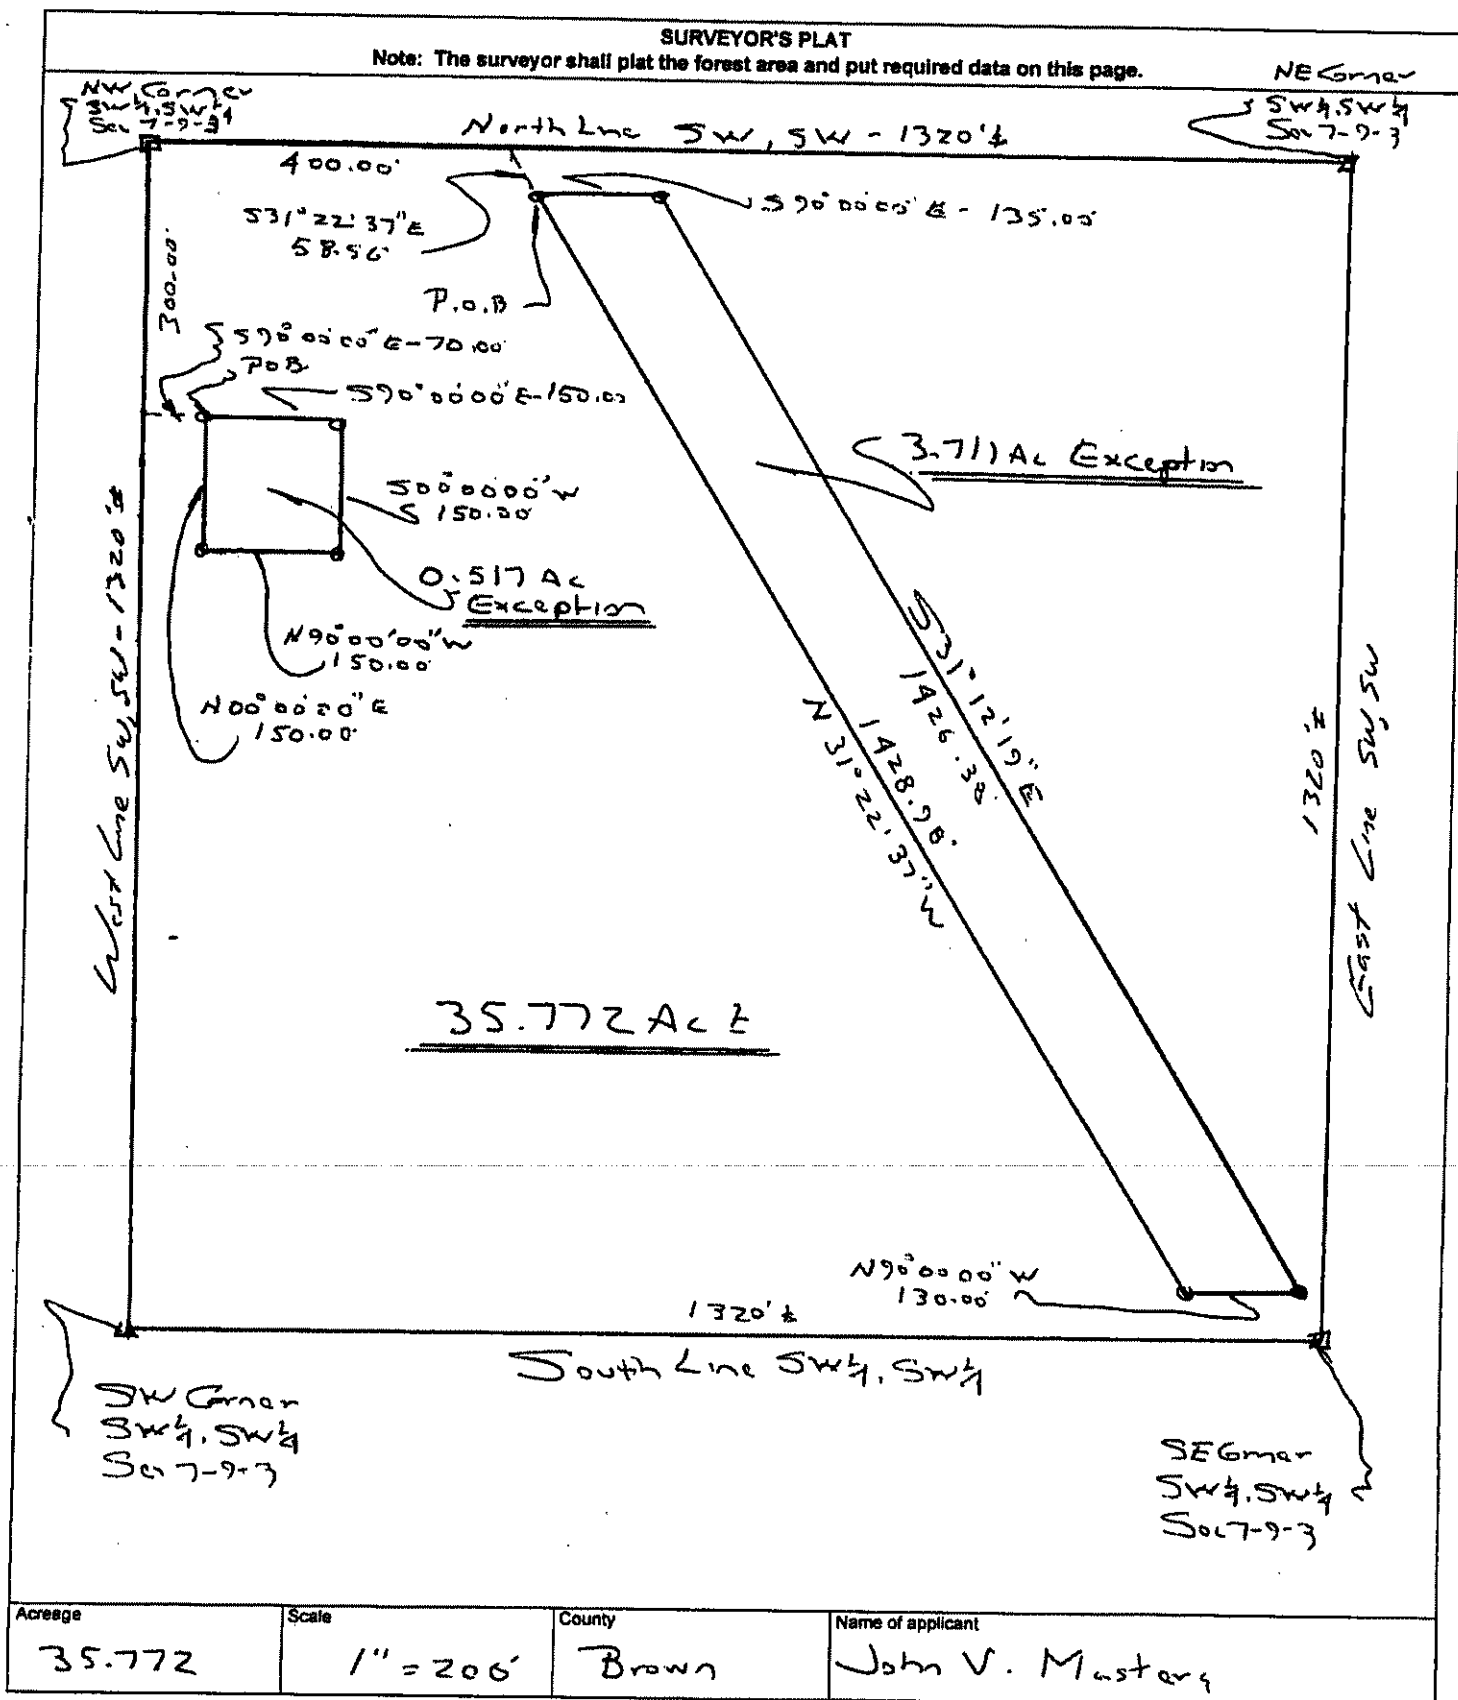 SURVEYOR'S PLAT
Note: The surveyor shall plat the forest area and put required data on this page.
NW Corner
SW¼, SW¼
Sec 7-9-3
NE Corner
SW¼, SW¼
Sec 7-9-3
North Line SW, SW - 1320'±
400.00'
S31°22'37"E
58.56'
S90°00'00"E - 135.00
P.O.B
300.00'
S90°00'00"E-70.00
POB
S90°00'00"E-150.00
3.711 Ac Exception
S00°00'00"W
150.00
0.517 Ac
Exception
N90°00'00"W
150.00
N00°00'00"E
150.00
West Line SW, SW - 1320'±
S31°12'19"E
1426.38'
1428.98'
N31°22'37"W
1320'±
East Line SW, SW
35.772 Ac ±
N90°00'00"W
130.00'
1320'±
South Line SW¼, SW¼
SW Corner
SW¼, SW¼
Sec 7-9-3
SE Corner
SW¼, SW¼
Sec 7-9-3
Acreage
35.772
Scale
1" = 200'
County
Brown
Name of applicant
John V. Masters